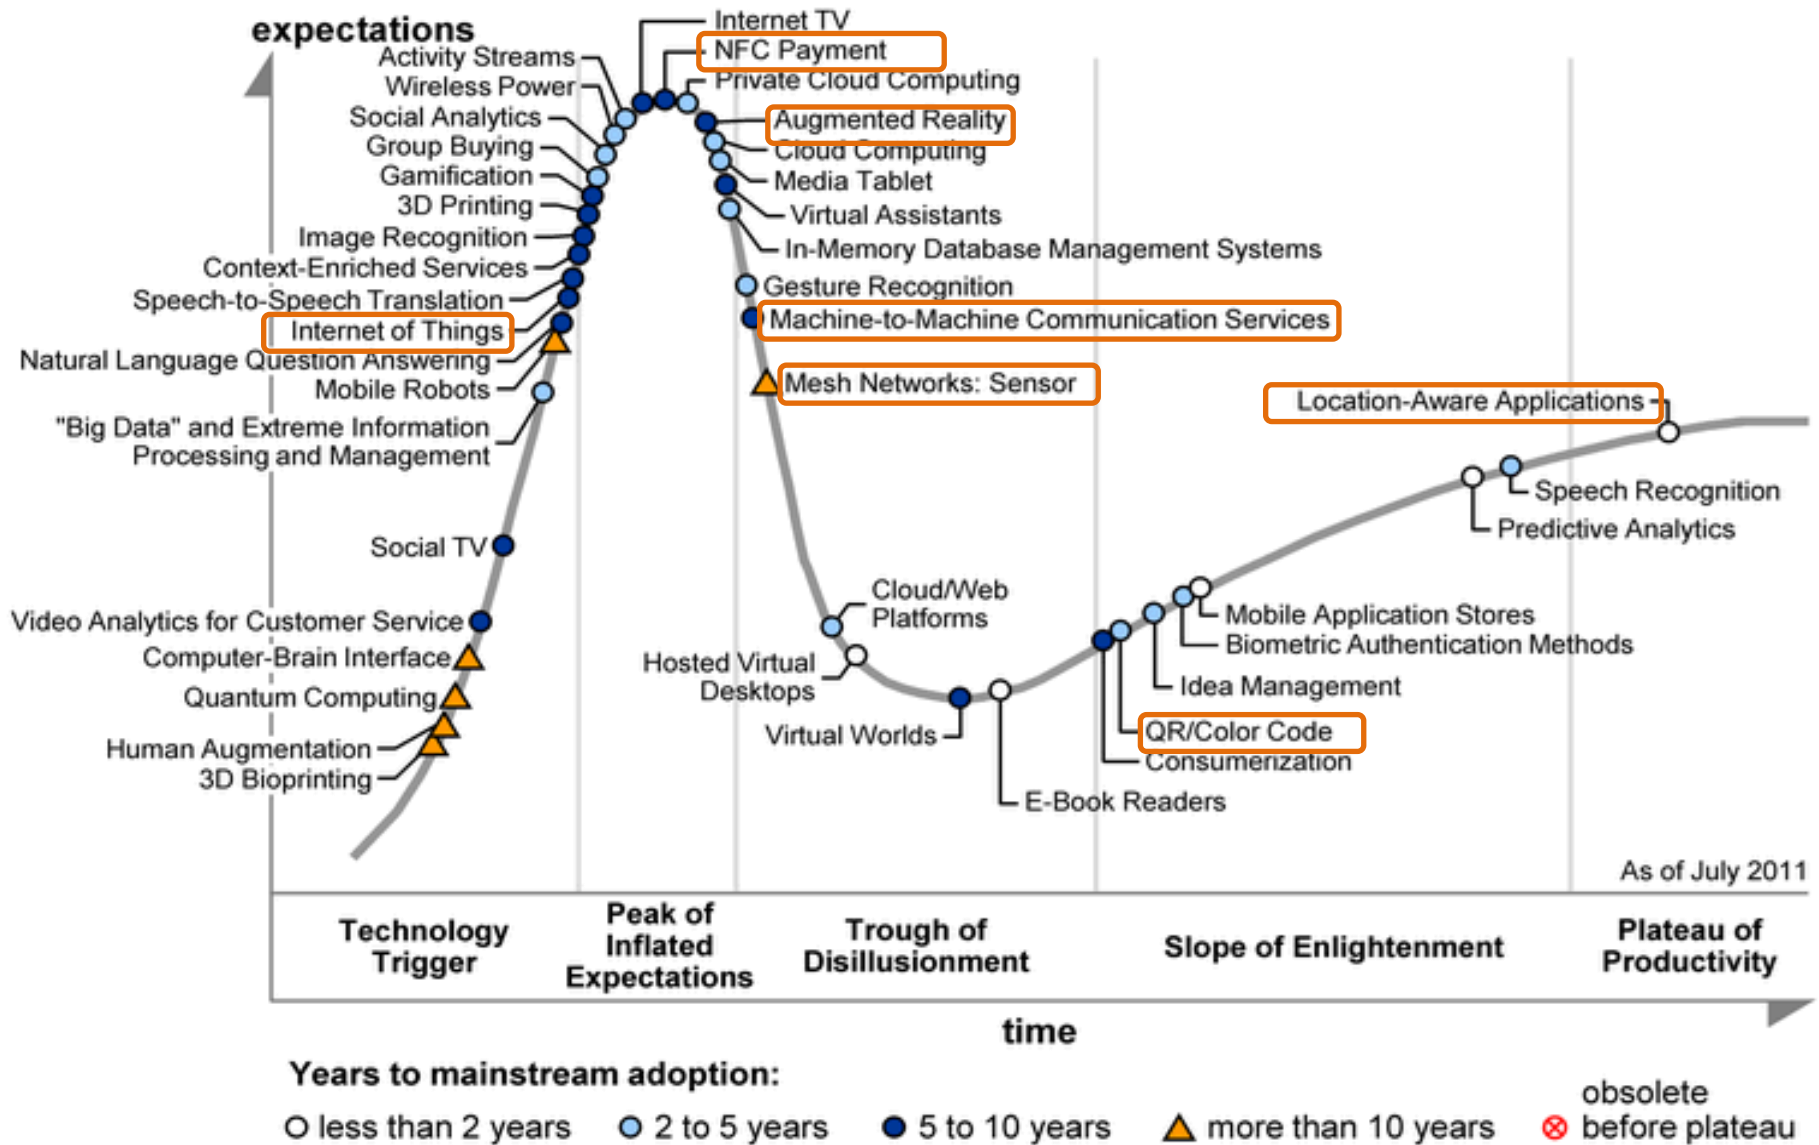 expectations
Internet TV
NFC Payment
Private Cloud Computing
Augmented Reality
Cloud Computing
Media Tablet
Virtual Assistants
In-Memory Database Management Systems
Gesture Recognition
Machine-to-Machine Communication Services
Mesh Networks: Sensor
Activity Streams
Wireless Power
Social Analytics
Group Buying
Gamification
3D Printing
Image Recognition
Context-Enriched Services
Speech-to-Speech Translation
Internet of Things
Natural Language Question Answering
Mobile Robots
"Big Data" and Extreme Information
Processing and Management
Social TV
Video Analytics for Customer Service
Computer-Brain Interface
Quantum Computing
Human Augmentation
3D Bioprinting
Cloud/Web
Platforms
Hosted Virtual
Desktops
Virtual Worlds
E-Book Readers
Consumerization
QR/Color Code
Idea Management
Biometric Authentication Methods
Mobile Application Stores
Predictive Analytics
Speech Recognition
Location-Aware Applications
As of July 2011
Technology
Trigger
Peak of
Inflated
Expectations
Trough of
Disillusionment
Slope of Enlightenment
Plateau of
Productivity
time
Years to mainstream adoption:
less than 2 years
2 to 5 years
5 to 10 years
more than 10 years
obsolete
before plateau